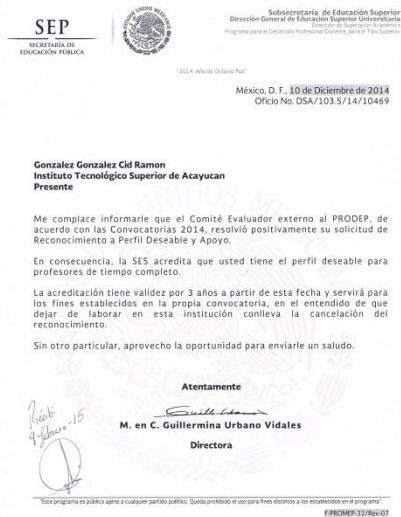 SEP
SECRETARÍA DE
EDUCACIÓN PÚBLICA
ESTADOS UNIDOS MEXICANOS
Subsecretaría de Educación Superior
Dirección General de Educación Superior Universitaria
Dirección de Superación Académica
Programa para el Desarrollo Profesional Docente, para el Tipo Superior
"2014, Año de Octavio Paz"
México, D. F., 10 de Diciembre de 2014
Oficio No. DSA/103.5/14/10469
Gonzalez Gonzalez Cid Ramon
Instituto Tecnológico Superior de Acayucan
Presente
Me complace informarle que el Comité Evaluador externo al PRODEP, de
acuerdo con las Convocatorias 2014, resolvió positivamente su solicitud de
Reconocimiento a Perfil Deseable y Apoyo.
En consecuencia, la SES acredita que usted tiene el perfil deseable para
profesores de tiempo completo.
La acreditación tiene validez por 3 años a partir de esta fecha y servirá para
los fines establecidos en la propia convocatoria, en el entendido de que
dejar de laborar en esta institución conlleva la cancelación del
reconocimiento.
Sin otro particular, aprovecho la oportunidad para enviarle un saludo.
Atentamente
Recibí
9-febrero-15
M. en C. Guillermina Urbano Vidales
Directora
"Este programa es público ajeno a cualquier partido político. Queda prohibido el uso para fines distintos a los establecidos en el programa".
F-PROMEP-32/Rev-07